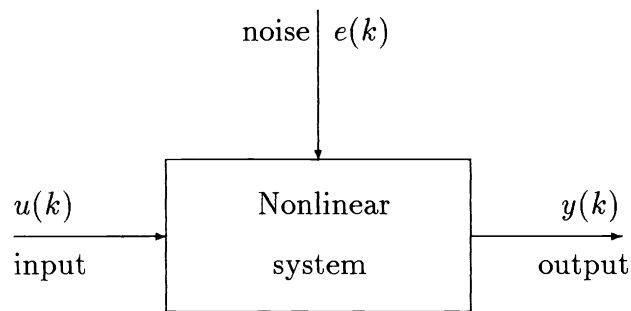 noise e(k)
u(k)
input
Nonlinear
system
y(k)
output